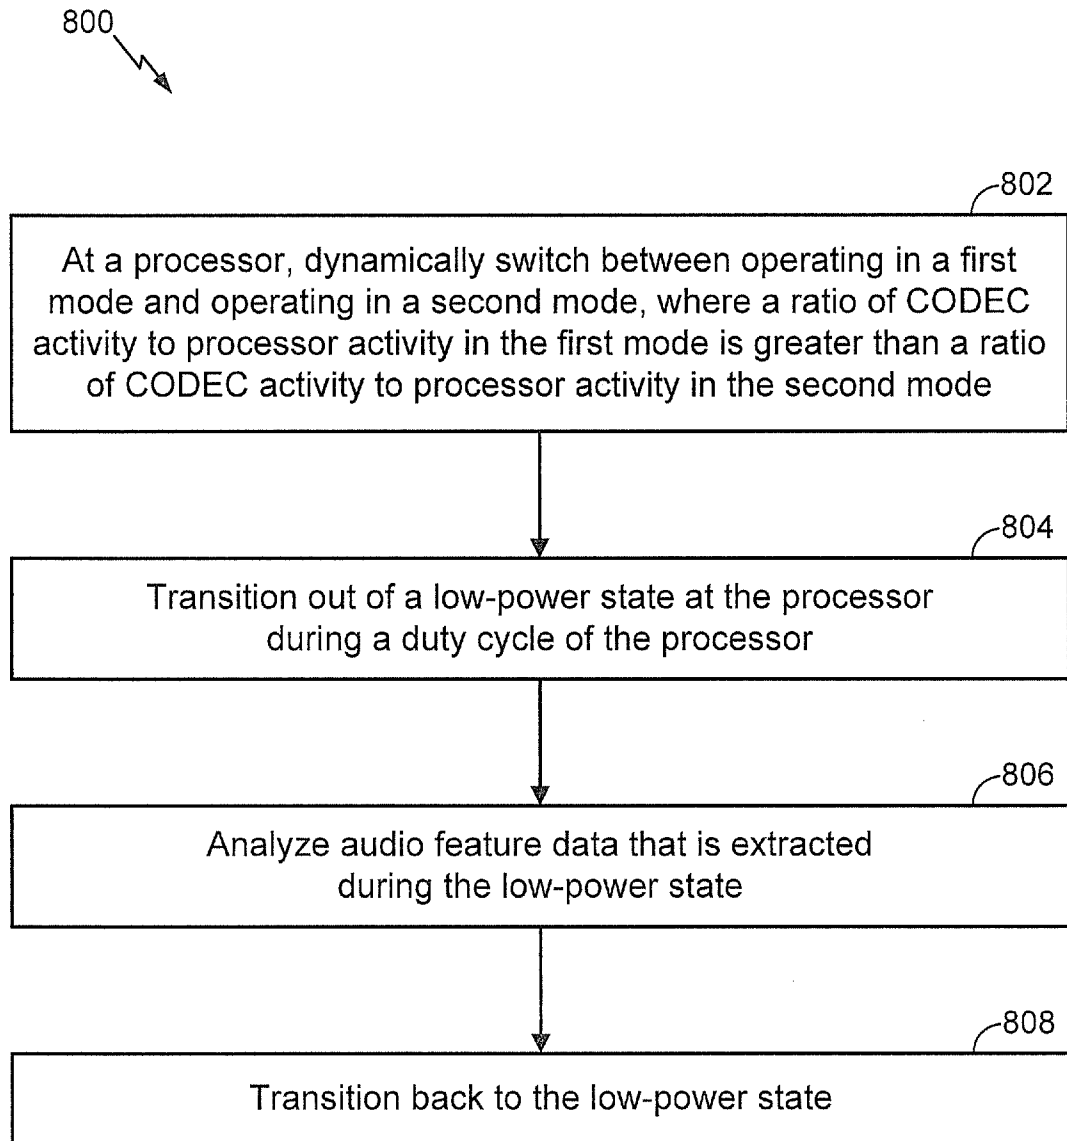 800
802
At a processor, dynamically switch between operating in a first
mode and operating in a second mode, where a ratio of CODEC
activity to processor activity in the first mode is greater than a ratio
of CODEC activity to processor activity in the second mode
804
Transition out of a low-power state at the processor
during a duty cycle of the processor
806
Analyze audio feature data that is extracted
during the low-power state
808
Transition back to the low-power state